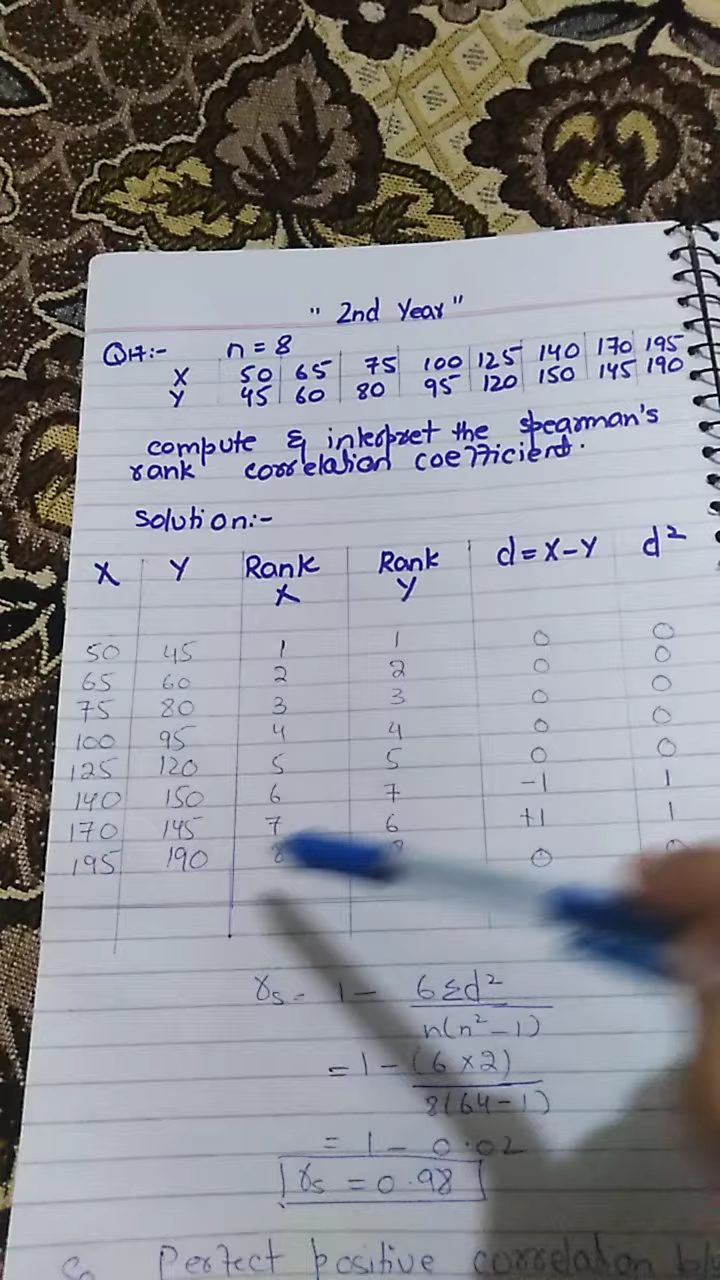 " 2nd Year "
Q17:- n = 8
X 50 65 75 100 125 140 170 195
Y 45 60 80 95 120 150 145 190
compute & interpret the spearman's
rank correlation coefficient.
Solution:-
X Y Rank X Rank Y d = X-Y d²
50 45 1 1 0 0
65 60 2 2 0 0
75 80 3 3 0 0
100 95 4 4 0 0
125 120 5 5 0 0
140 150 6 7 -1 1
170 145 7 6 +1 1
195 190 8 0
rs = 1 - 6Σd² / n(n²-1)
= 1 - (6×2) / 8(64-1)
= 1 - 0.02
rs = 0.98
So Perfect positive correlation b/